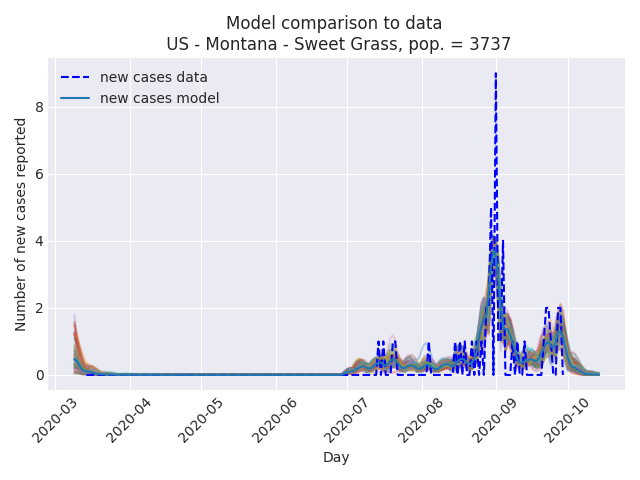 Model comparison to data
US - Montana - Sweet Grass, pop. = 3737
new cases data
new cases model
Number of new cases reported
8
6
4
2
0
2020-03
2020-04
2020-05
2020-06
2020-07
2020-08
2020-09
2020-10
Day